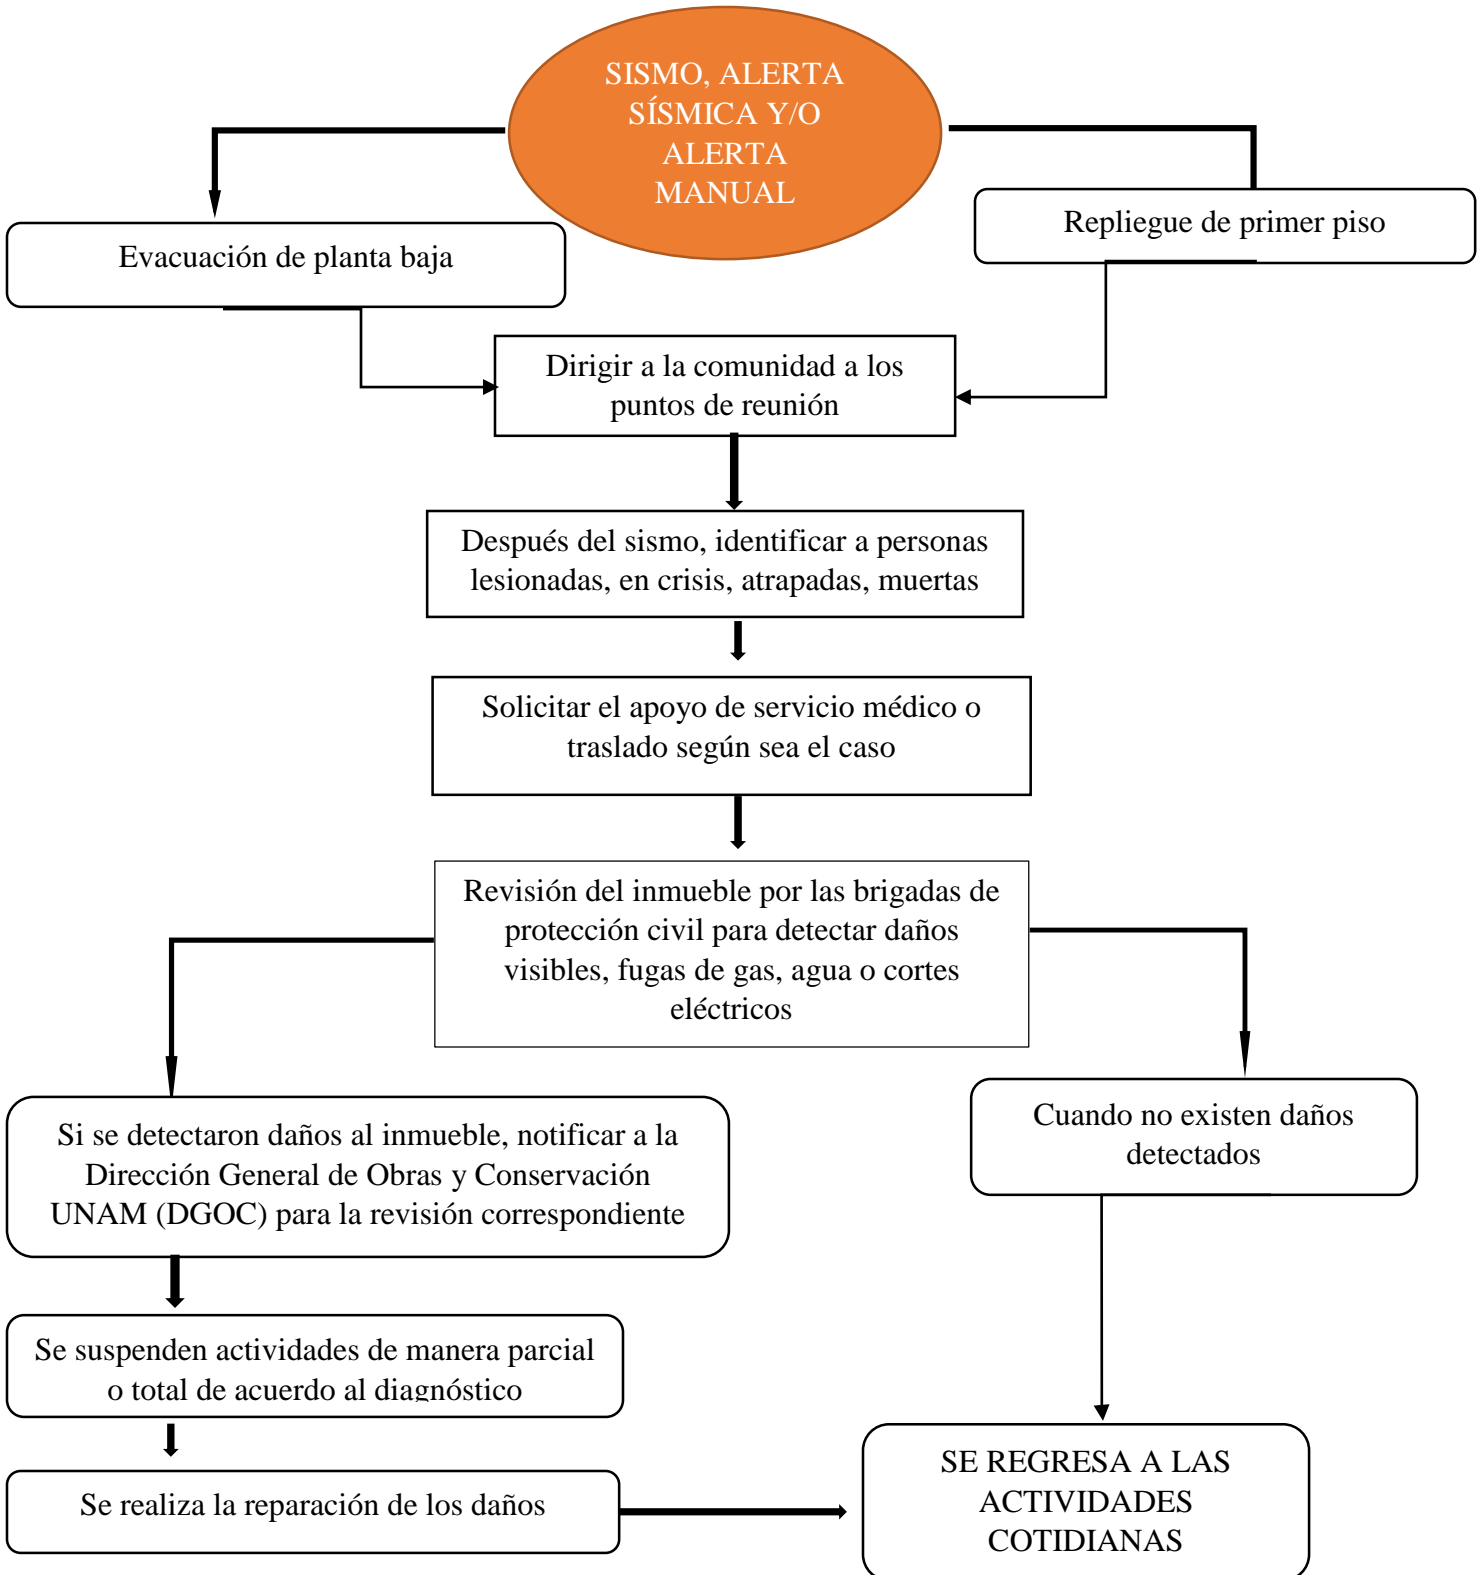 SISMO, ALERTA
SÍSMICA Y/O
ALERTA
MANUAL
Evacuación de planta baja
Repliegue de primer piso
Dirigir a la comunidad a los
puntos de reunión
Después del sismo, identificar a personas
lesionadas, en crisis, atrapadas, muertas
Solicitar el apoyo de servicio médico o
traslado según sea el caso
Revisión del inmueble por las brigadas de
protección civil para detectar daños
visibles, fugas de gas, agua o cortes
eléctricos
Si se detectaron daños al inmueble, notificar a la
Dirección General de Obras y Conservación
UNAM (DGOC) para la revisión correspondiente
Cuando no existen daños
detectados
Se suspenden actividades de manera parcial
o total de acuerdo al diagnóstico
Se realiza la reparación de los daños
SE REGRESA A LAS
ACTIVIDADES
COTIDIANAS